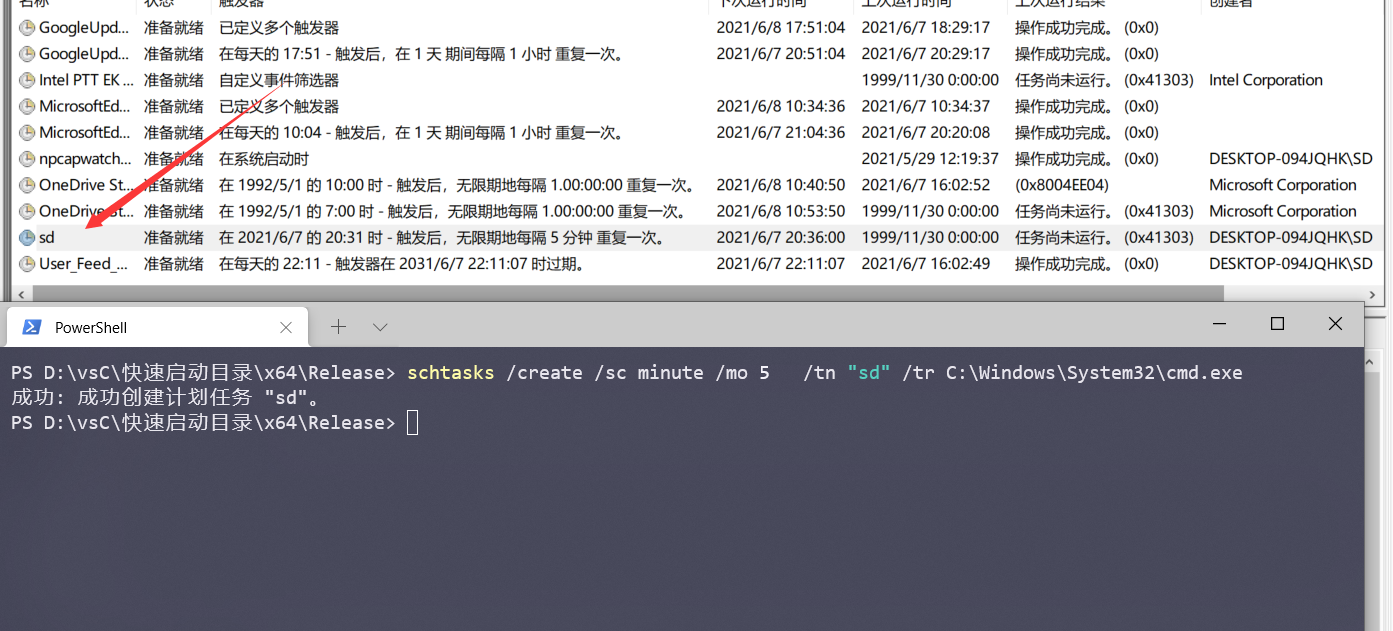 名称 状态 触发器 下次运行时间 上次运行时间 上次运行结果 创建者
GoogleUpd... 准备就绪 已定义多个触发器 2021/6/8 17:51:04 2021/6/7 18:29:17 操作成功完成。 (0x0)
GoogleUpd... 准备就绪 在每天的 17:51 - 触发后，在 1 天 期间每隔 1 小时 重复一次。 2021/6/7 20:51:04 2021/6/7 20:29:17 操作成功完成。 (0x0)
Intel PTT EK ... 准备就绪 自定义事件筛选器 1999/11/30 0:00:00 任务尚未运行。 (0x41303) Intel Corporation
MicrosoftEd... 准备就绪 已定义多个触发器 2021/6/8 10:34:36 2021/6/7 10:34:37 操作成功完成。 (0x0)
MicrosoftEd... 准备就绪 在每天的 10:04 - 触发后，在 1 天 期间每隔 1 小时 重复一次。 2021/6/7 21:04:36 2021/6/7 20:20:08 操作成功完成。 (0x0)
npcapwatch... 准备就绪 在系统启动时 2021/5/29 12:19:37 操作成功完成。 (0x0) DESKTOP-094JQHK\SD
OneDrive St... 准备就绪 在 1992/5/1 的 10:00 时 - 触发后，无限期地每隔 1.00:00:00 重复一次。 2021/6/8 10:40:50 2021/6/7 16:02:52 (0x8004EE04) Microsoft Corporation
OneDrive St... 准备就绪 在 1992/5/1 的 7:00 时 - 触发后，无限期地每隔 1.00:00:00 重复一次。 2021/6/8 10:53:50 1999/11/30 0:00:00 任务尚未运行。 (0x41303) Microsoft Corporation
sd 准备就绪 在 2021/6/7 的 20:31 时 - 触发后，无限期地每隔 5 分钟 重复一次。 2021/6/7 20:36:00 1999/11/30 0:00:00 任务尚未运行。 (0x41303) DESKTOP-094JQHK\SD
User_Feed_... 准备就绪 在每天的 22:11 - 触发器在 2031/6/7 22:11:07 时过期。 2021/6/7 22:11:07 2021/6/7 16:02:49 操作成功完成。 (0x0) DESKTOP-094JQHK\SD
PowerShell
PS D:\vsC\快速启动目录\x64\Release> schtasks /create /sc minute /mo 5   /tn "sd" /tr C:\Windows\System32\cmd.exe
成功: 成功创建计划任务 "sd"。
PS D:\vsC\快速启动目录\x64\Release>